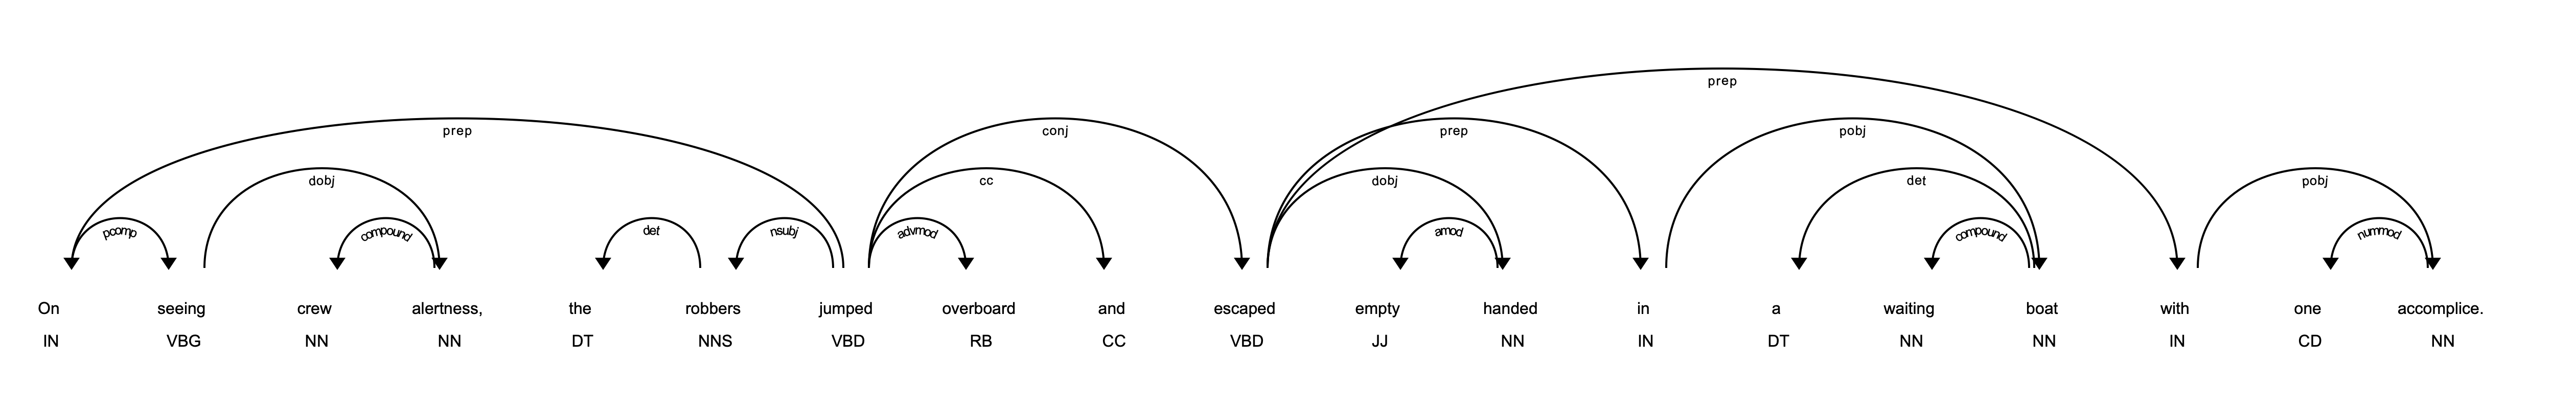 prep
prep conj prep pobj
dobj cc dobj det pobj
pcomp compound det nsubj advmod amod compound nummod
On seeing crew alertness, the robbers jumped overboard and escaped empty handed in a waiting boat with one accomplice.
IN VBG NN NN DT NNS VBD RB CC VBD JJ NN IN DT NN NN IN CD NN